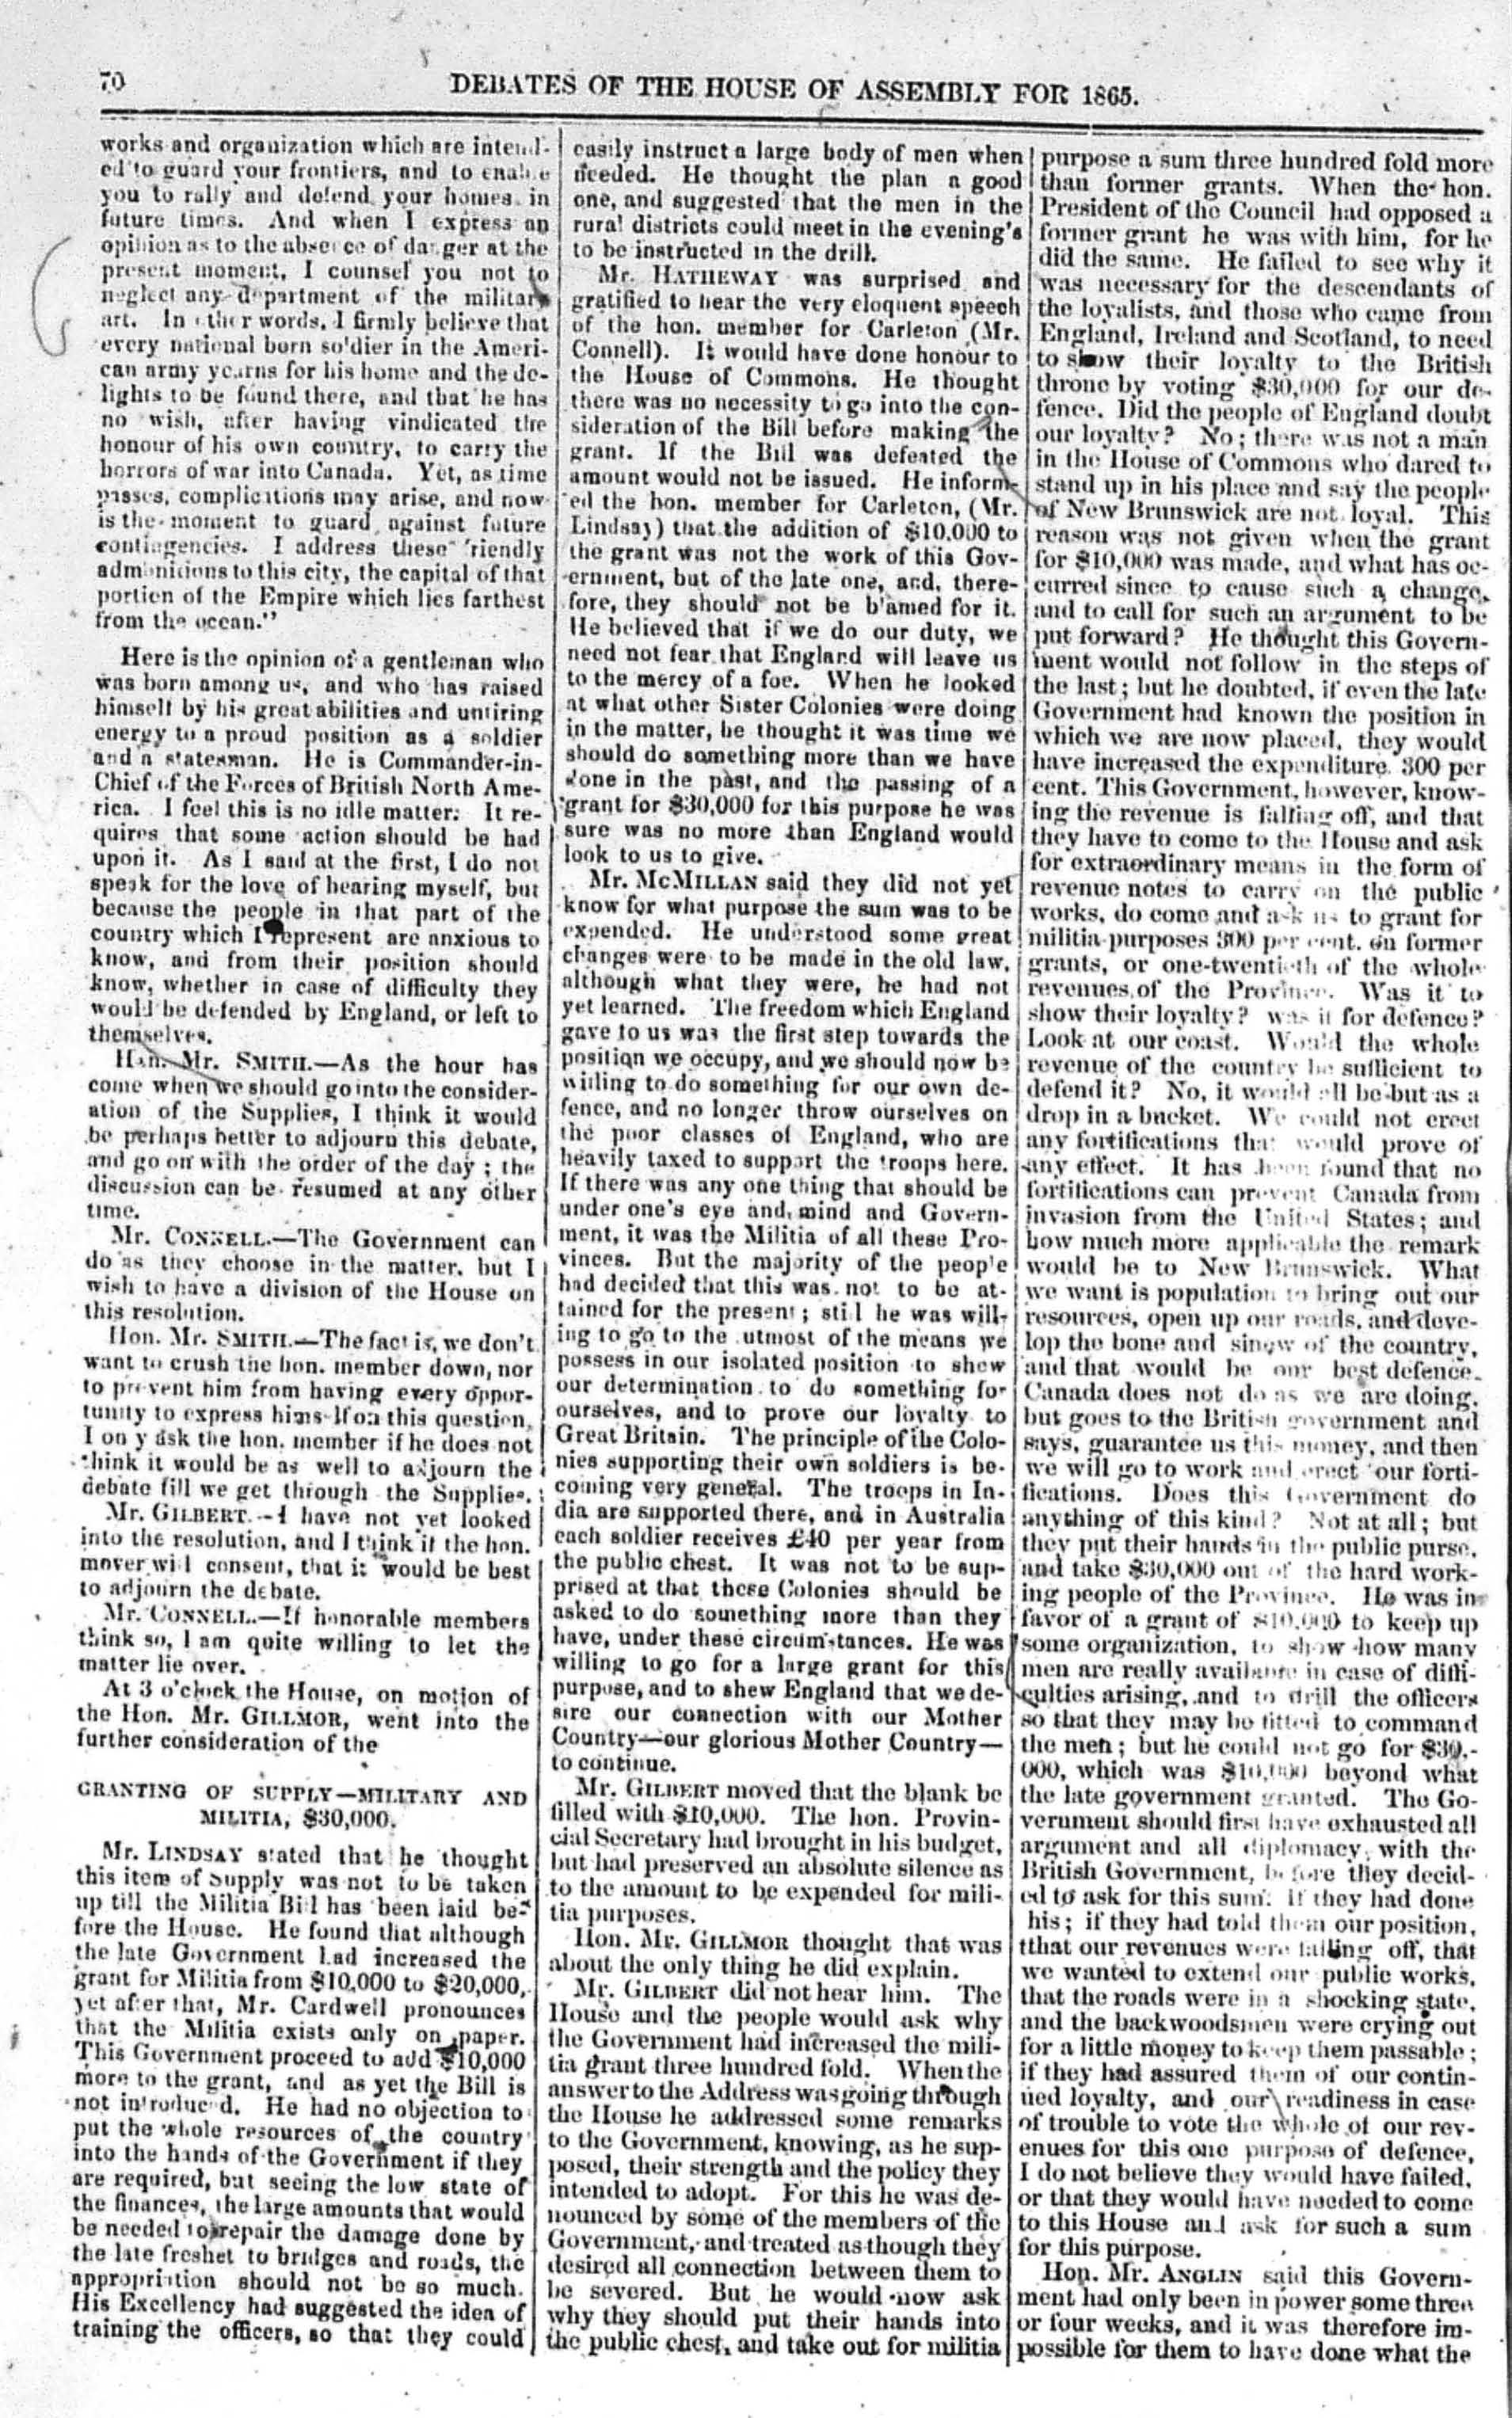 70
DEBATES OF THE HOUSE OF ASSEMBLY FOR 1865.
works and organization which are intend-
ed to guard your frontiers, and to enable
you to rally and defend your homes in
future times. And when I express an
opinion as to the absence of danger at the
present moment, I counsel you not to
neglect any department of the military
art. In other words, I firmly believe that
every national born soldier in the Ameri-
can army yearns for his home and the de-
lights to be found there, and that he has
no wish, after having vindicated the
honour of his own country, to carry the
horrors of war into Canada. Yet, as time
passes, complications may arise, and now
is the moment to guard against future
contingencies. I address these friendly
admonitions to this city, the capital of that
portion of the Empire which lies farthest
from the ocean."
Here is the opinion of a gentleman who
was born among us, and who has raised
himself by his great abilities and untiring
energy to a proud position as a soldier
and a statesman. He is Commander-in-
Chief of the Forces of British North Ame-
rica. I feel this is no idle matter. It re-
quires that some action should be had
upon it. As I said at the first, I do not
speak for the love of hearing myself, but
because the people in that part of the
country which I represent are anxious to
know, and from their position should
know, whether in case of difficulty they
would be defended by England, or left to
themselves.
Hon. Mr. SMITH.—As the hour has
come when we should go into the consider-
ation of the Supplies, I think it would
be perhaps better to adjourn this debate,
and go on with the order of the day; the
discussion can be resumed at any other
time.
Mr. CONNELL.—The Government can
do as they choose in the matter, but I
wish to have a division of the House on
this resolution.
Hon. Mr. SMITH.—The fact is, we don't
want to crush the hon. member down, nor
to prevent him from having every oppor-
tunity to express himself on this question,
I only ask the hon. member if he does not
think it would be as well to adjourn the
debate till we get through the Supplies.
Mr. GILBERT.—I have not yet looked
into the resolution, and I think if the hon.
mover will consent, that it would be best
to adjourn the debate.
Mr. CONNELL.—If honorable members
think so, I am quite willing to let the
matter lie over.
At 3 o'clock the House, on motion of
the Hon. Mr. GILLMOR, went into the
further consideration of the
GRANTING OF SUPPLY—MILITARY AND
MILITIA, $30,000.
Mr. LINDSAY stated that he thought
this item of Supply was not to be taken
up till the Militia Bill has been laid be-
fore the House. He found that although
the late Government had increased the
grant for Militia from $10,000 to $20,000,
yet after that, Mr. Cardwell pronounces
that the Militia exists only on paper.
This Government proceed to add $10,000
more to the grant, and as yet the Bill is
not introduced. He had no objection to
put the whole resources of the country
into the hands of the Government if they
are required, but seeing the low state of
the finances, the large amounts that would
be needed to repair the damage done by
the late freshet to bridges and roads, the
appropriation should not be so much.
His Excellency had suggested the idea of
training the officers, so that they could
easily instruct a large body of men when
needed. He thought the plan a good
one, and suggested that the men in the
rural districts could meet in the evening's
to be instructed in the drill.
Mr. HATHEWAY was surprised and
gratified to hear the very eloquent speech
of the hon. member for Carleton (Mr.
Connell). It would have done honour to
the House of Commons. He thought
there was no necessity to go into the con-
sideration of the Bill before making the
grant. If the Bill was defeated the
amount would not be issued. He inform-
ed the hon. member for Carleton, (Mr.
Lindsay) that the addition of $10,000 to
the grant was not the work of this Gov-
ernment, but of the late one, and, there-
fore, they should not be blamed for it.
He believed that if we do our duty, we
need not fear that England will leave us
to the mercy of a foe. When he looked
at what other Sister Colonies were doing
in the matter, he thought it was time we
should do something more than we have
done in the past, and the passing of a
grant for $30,000 for this purpose he was
sure was no more than England would
look to us to give.
Mr. McMILLAN said they did not yet
know for what purpose the sum was to be
expended. He understood some great
changes were to be made in the old law,
although what they were, he had not
yet learned. The freedom which England
gave to us was the first step towards the
position we occupy, and we should now be
willing to do something for our own de-
fence, and no longer throw ourselves on
the poor classes of England, who are
heavily taxed to support the troops here.
If there was any one thing that should be
under one's eye and mind and Govern-
ment, it was the Militia of all these Pro-
vinces. But the majority of the people
had decided that this was not to be at-
tained for the present; still he was will-
ing to go to the utmost of the means we
possess in our isolated position to shew
our determination to do something for
ourselves, and to prove our loyalty to
Great Britain. The principle of the Colo-
nies supporting their own soldiers is be-
coming very general. The troops in In-
dia are supported there, and in Australia
each soldier receives £40 per year from
the public chest. It was not to be sup-
prised at that these Colonies should be
asked to do something more than they
have, under these circumstances. He was
willing to go for a large grant for this
purpose, and to shew England that we de-
sire our connection with our Mother
Country—our glorious Mother Country—
to continue.
Mr. GILBERT moved that the blank be
filled with $10,000. The hon. Provin-
cial Secretary had brought in his budget,
but had preserved an absolute silence as
to the amount to be expended for mili-
tia purposes.
Hon. Mr. GILLMOR thought that was
about the only thing he did explain.
Mr. GILBERT did not hear him. The
House and the people would ask why
the Government had increased the mili-
tia grant three hundred fold. When the
answer to the Address was going through
the House he addressed some remarks
to the Government, knowing, as he sup-
posed, their strength and the policy they
intended to adopt. For this he was de-
nounced by some of the members of the
Government, and treated as though they
desired all connection between them to
be severed. But he would now ask
why they should put their hands into
the public chest, and take out for militia
purpose a sum three hundred fold more
than former grants. When the hon.
President of the Council had opposed a
former grant he was with him, for he
did the same. He failed to see why it
was necessary for the descendants of
the loyalists, and those who came from
England, Ireland and Scotland, to need
to show their loyalty to the British
throne by voting $30,000 for our de-
fence. Did the people of England doubt
our loyalty? No; there was not a man
in the House of Commons who dared to
stand up in his place and say the people
of New Brunswick are not loyal. This
reason was not given when the grant
for $10,000 was made, and what has oc-
curred since to cause such a change,
and to call for such an argument to be
put forward? He thought this Govern-
ment would not follow in the steps of
the last; but he doubted, if even the late
Government had known the position in
which we are now placed, they would
have increased the expenditure 300 per
cent. This Government, however, know-
ing the revenue is falling off, and that
they have to come to the House and ask
for extraordinary means in the form of
revenue notes to carry on the public
works, do come and ask us to grant for
militia purposes 300 per cent. on former
grants, or one-twentieth of the whole
revenues of the Province. Was it to
show their loyalty? was it for defence?
Look at our coast. Would the whole
revenue of the country be sufficient to
defend it? No, it would all be but as a
drop in a bucket. We could not erect
any fortifications that would prove of
any effect. It has been found that no
fortifications can prevent Canada from
invasion from the United States; and
how much more applicable the remark
would be to New Brunswick. What
we want is population to bring out our
resources, open up our roads, and deve-
lop the bone and sinew of the country,
and that would be our best defence.
Canada does not do as we are doing,
but goes to the British government and
says, guarantee us this money, and then
we will go to work and erect our forti-
fications. Does this Government do
anything of this kind? Not at all; but
they put their hands in the public purse,
and take $30,000 out of the hard work-
ing people of the Province. He was in
favor of a grant of $10,000 to keep up
some organization, to show how many
men are really available in case of diffi-
culties arising, and to drill the officers
so that they may be fitted to command
the men; but he could not go for $30,-
000, which was $10,000 beyond what
the late government granted. The Go-
vernment should first have exhausted all
argument and all diplomacy, with the
British Government, before they decid-
ed to ask for this sum. If they had done
his; if they had told them our position,
tthat our revenues were falling off, that
we wanted to extend our public works,
that the roads were in a shocking state,
and the backwoodsmen were crying out
for a little money to keep them passable;
if they had assured them of our contin-
ued loyalty, and our readiness in case
of trouble to vote the whole of our rev-
enues for this one purpose of defence,
I do not believe they would have failed,
or that they would have needed to come
to this House and ask for such a sum
for this purpose.
Hon. Mr. ANGLIN said this Govern-
ment had only been in power some three
or four weeks, and it was therefore im-
possible for them to have done what the